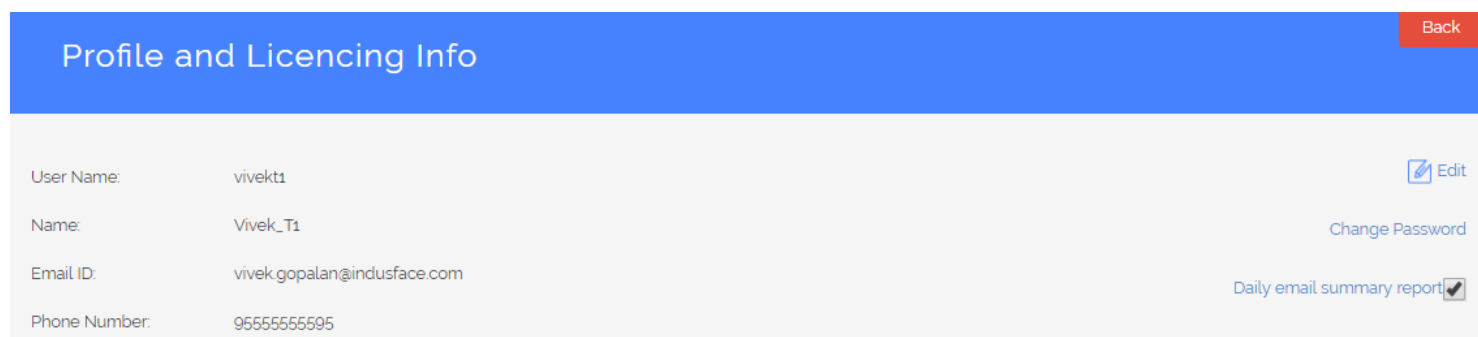 Back
Profile and Licencing Info
User Name: vivekt1
Edit
Name: Vivek_T1
Change Password
Email ID: vivek.gopalan@indusface.com
Daily email summary report
Phone Number: 95555555595